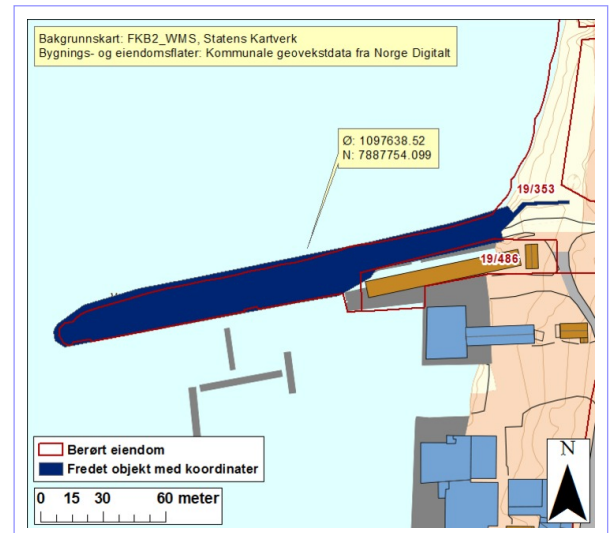 Bakgrunnskart: FKB2_WMS, Statens Kartverk
Bygnings- og eiendomsflater: Kommunale geovekstdata fra Norge Digitalt
Ø: 1097638.52
N: 7887754.099
19/353
19/486
Berørt eiendom
Fredet objekt med koordinater
N
0 15 30 60 meter